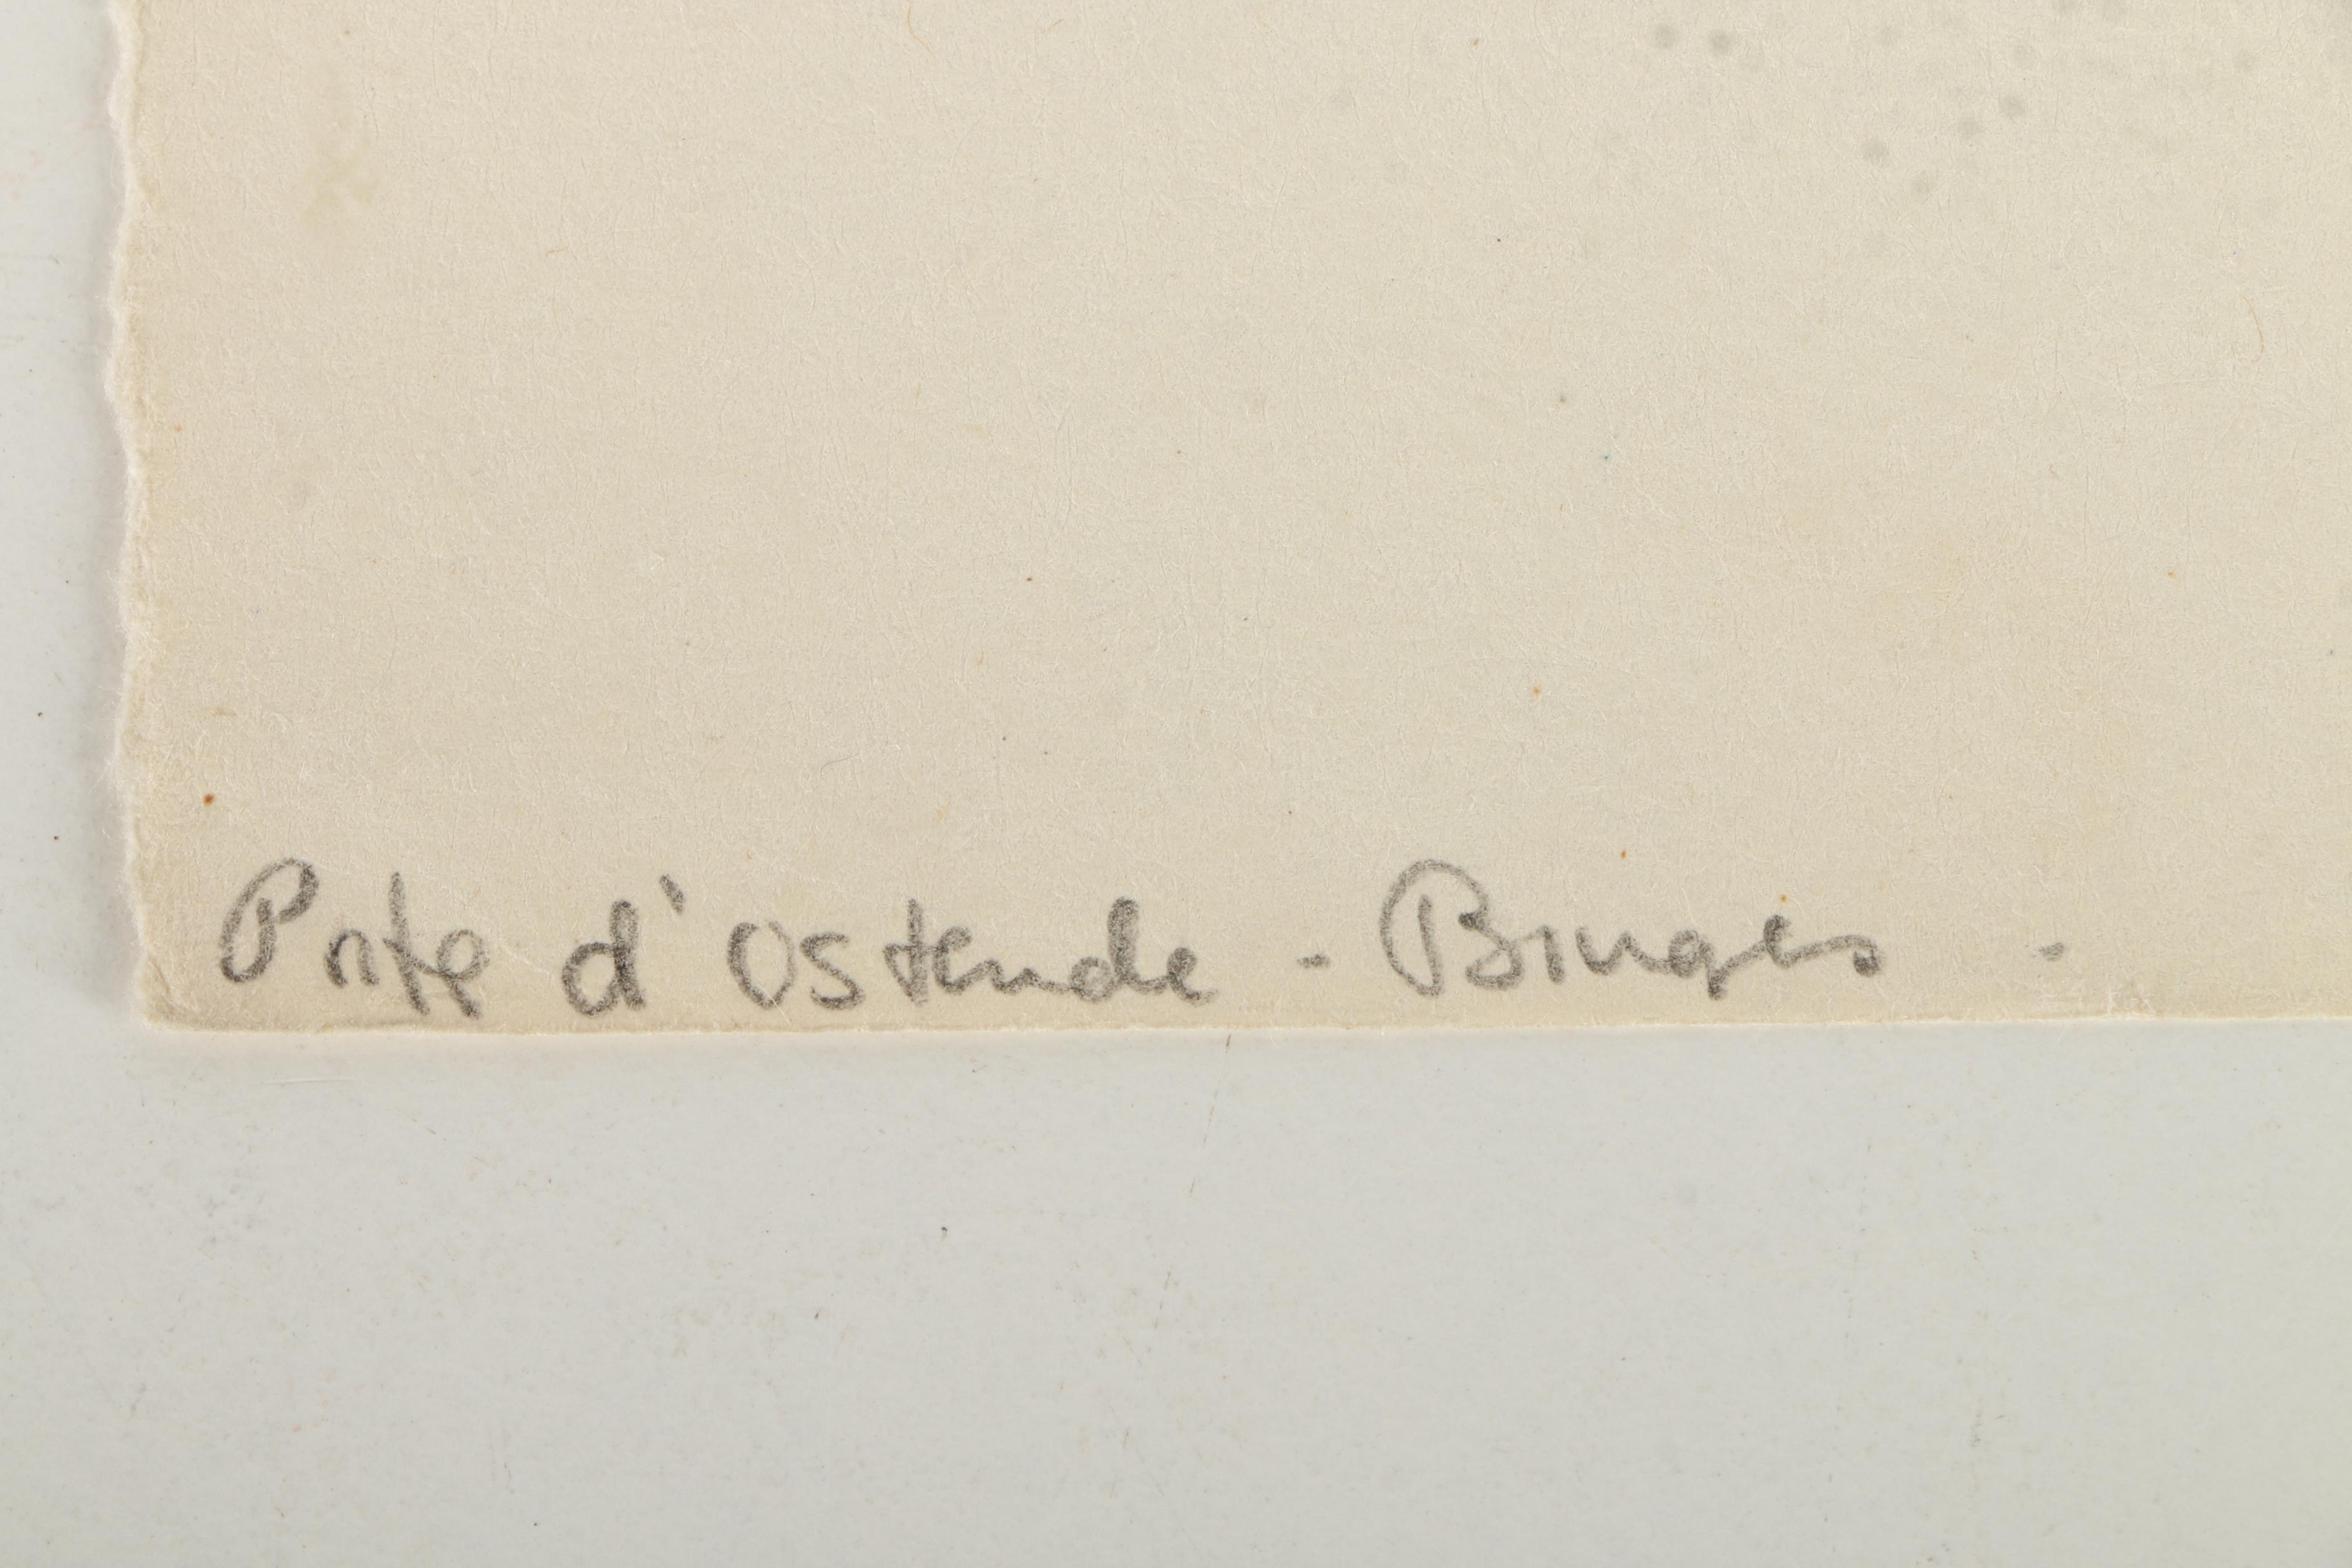 Porte d'Ostende - Bruges -